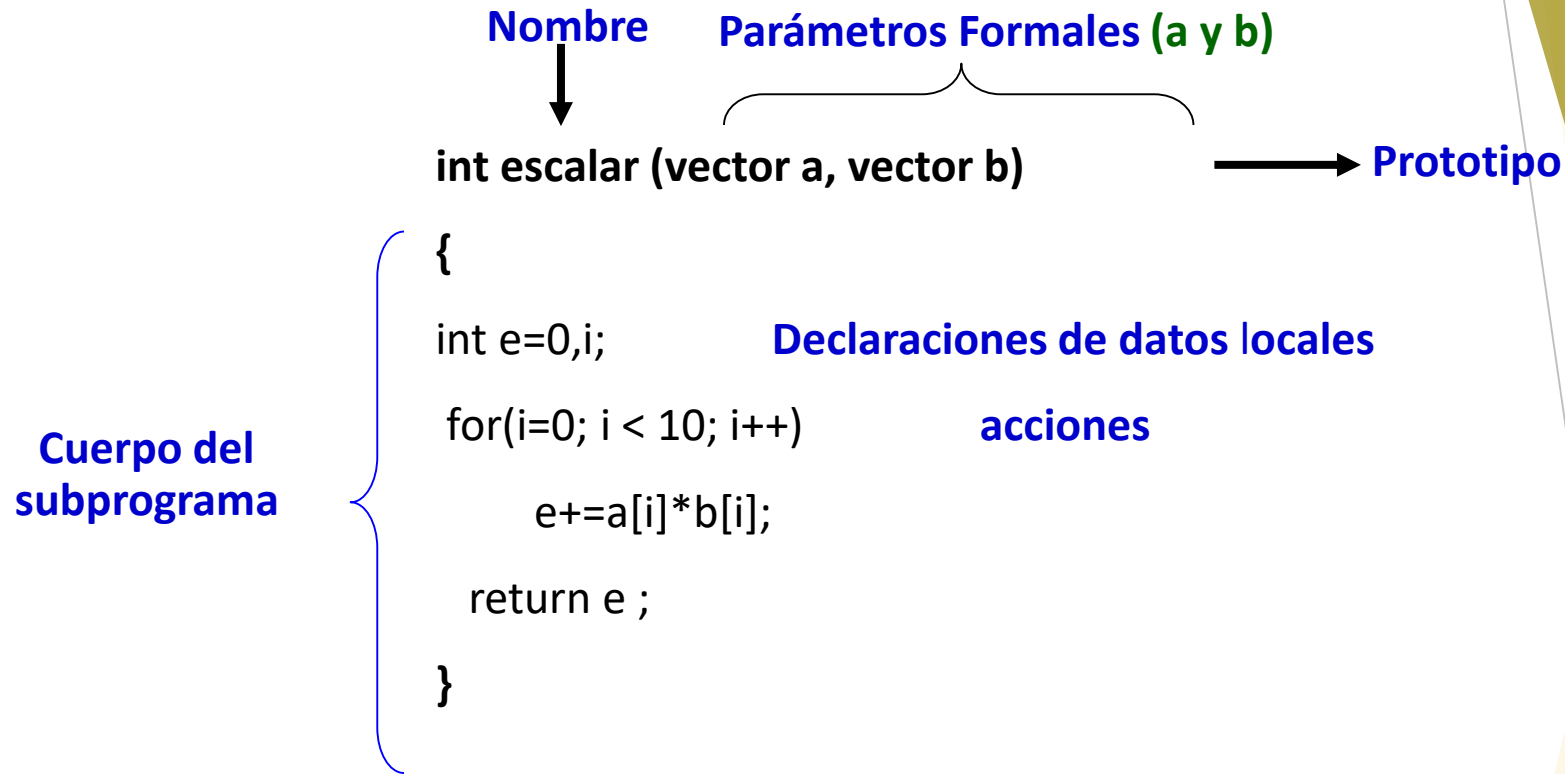 Nombre Parámetros Formales (a y b)
int escalar (vector a, vector b) Prototipo
{
int e=0,i; Declaraciones de datos locales
for(i=0; i < 10; i++) acciones
Cuerpo del
subprograma
e+=a[i]*b[i];
return e ;
}